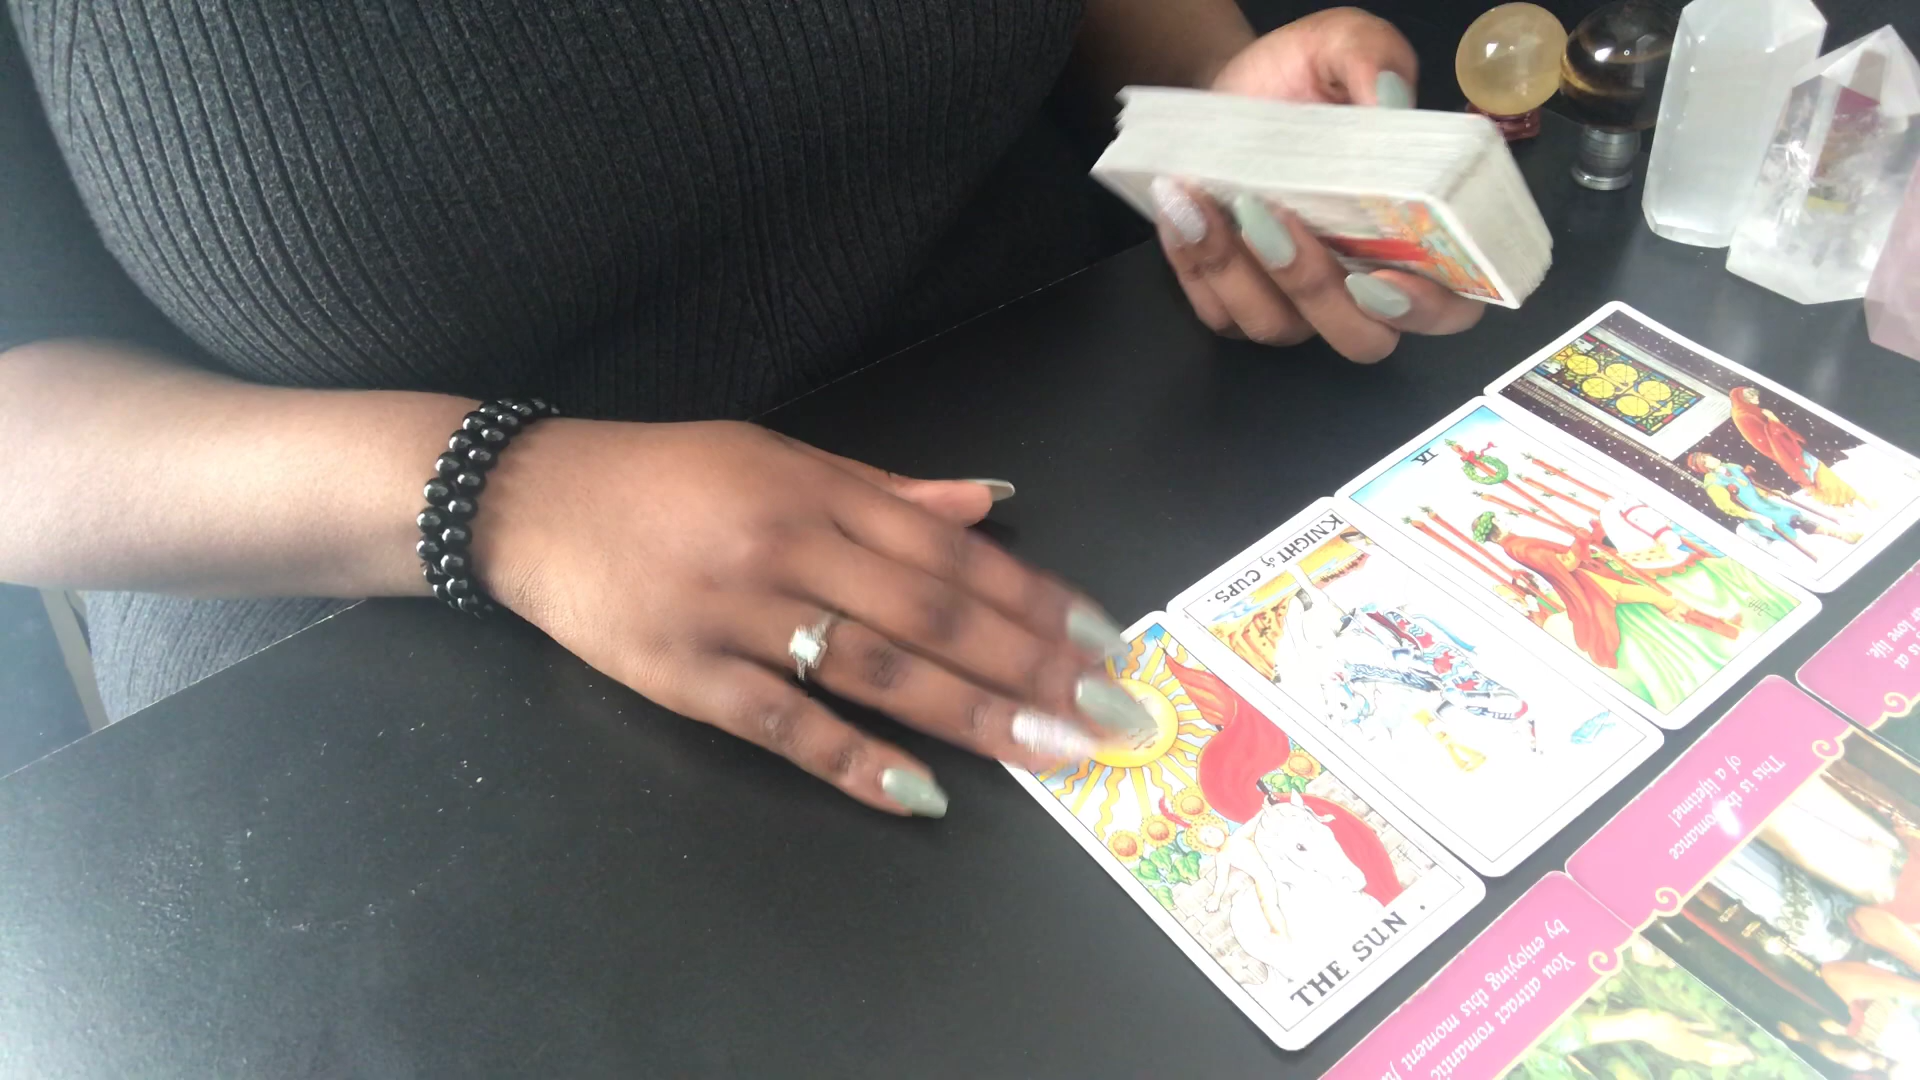 THE SUN.
KNIGHT of CUPS.
VI
is at
love life.
This is the romance
of a lifetime!
You attract romantic
by enjoying this moment